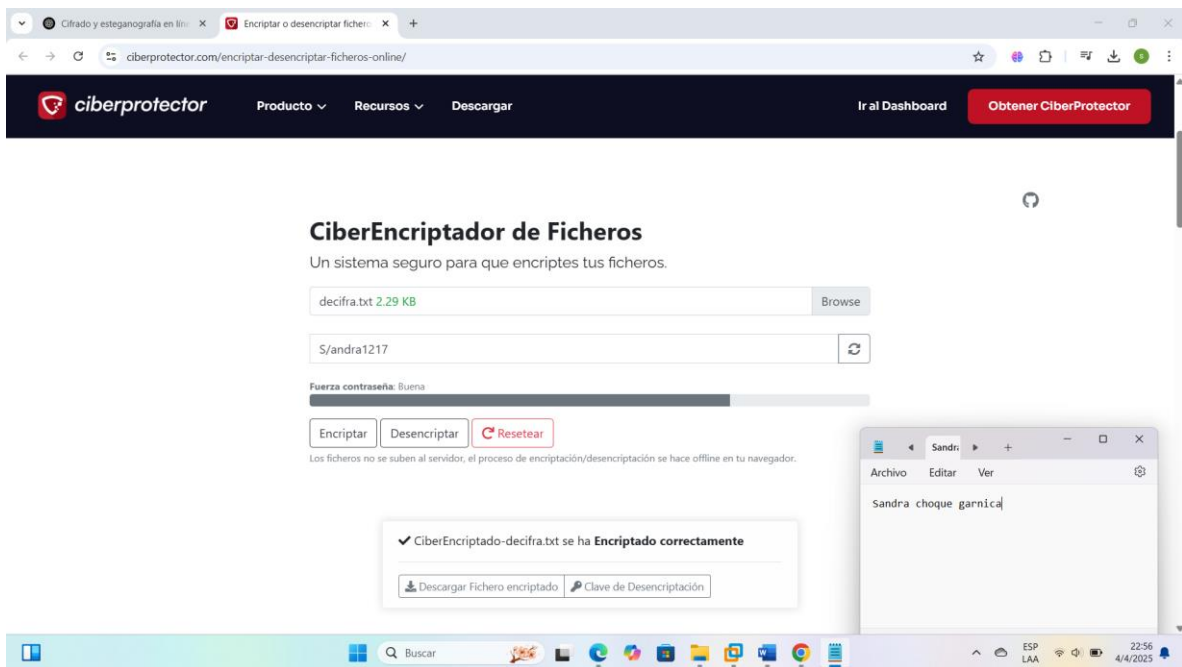 Cifrado y esteganografía en lín
Encriptar o desencriptar fichero
ciberprotector.com/encriptar-desencriptar-ficheros-online/
ciberprotector
Producto
Recursos
Descargar
Ir al Dashboard
Obtener CiberProtector
CiberEncriptador de Ficheros
Un sistema seguro para que encriptes tus ficheros.
decifra.txt 2.29 KB
Browse
S/andra1217
Fuerza contraseña: Buena
Encriptar
Desencriptar
Resetear
Los ficheros no se suben al servidor, el proceso de encriptación/desencriptación se hace offline en tu navegador.
CiberEncriptado-decifra.txt se ha Encriptado correctamente
Descargar Fichero encriptado
Clave de Desencriptación
Sandra
Archivo
Editar
Ver
Sandra choque garnica
Buscar
ESP
LAA
22:56
4/4/2025